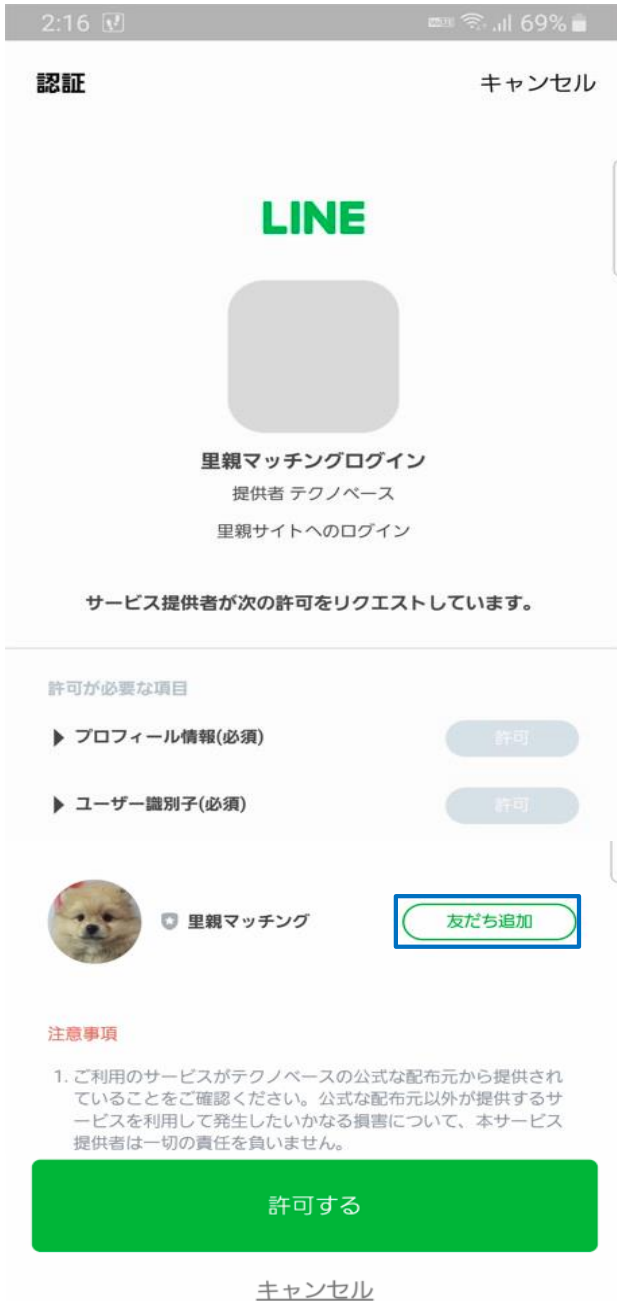 2:16 69%
認証 キャンセル
LINE
里親マッチングログイン
提供者 テクノベース
里親サイトへのログイン
サービス提供者が次の許可をリクエストしています。
許可が必要な項目
▶ プロフィール情報(必須) 許可
▶ ユーザー識別子(必須) 許可
里親マッチング 友だち追加
注意事項
1. ご利用のサービスがテクノベースの公式な配布元から提供され
ていることをご確認ください。公式な配布元以外が提供するサ
ービスを利用して発生したいかなる損害について、本サービス
提供者は一切の責任を負いません。
許可する
キャンセル